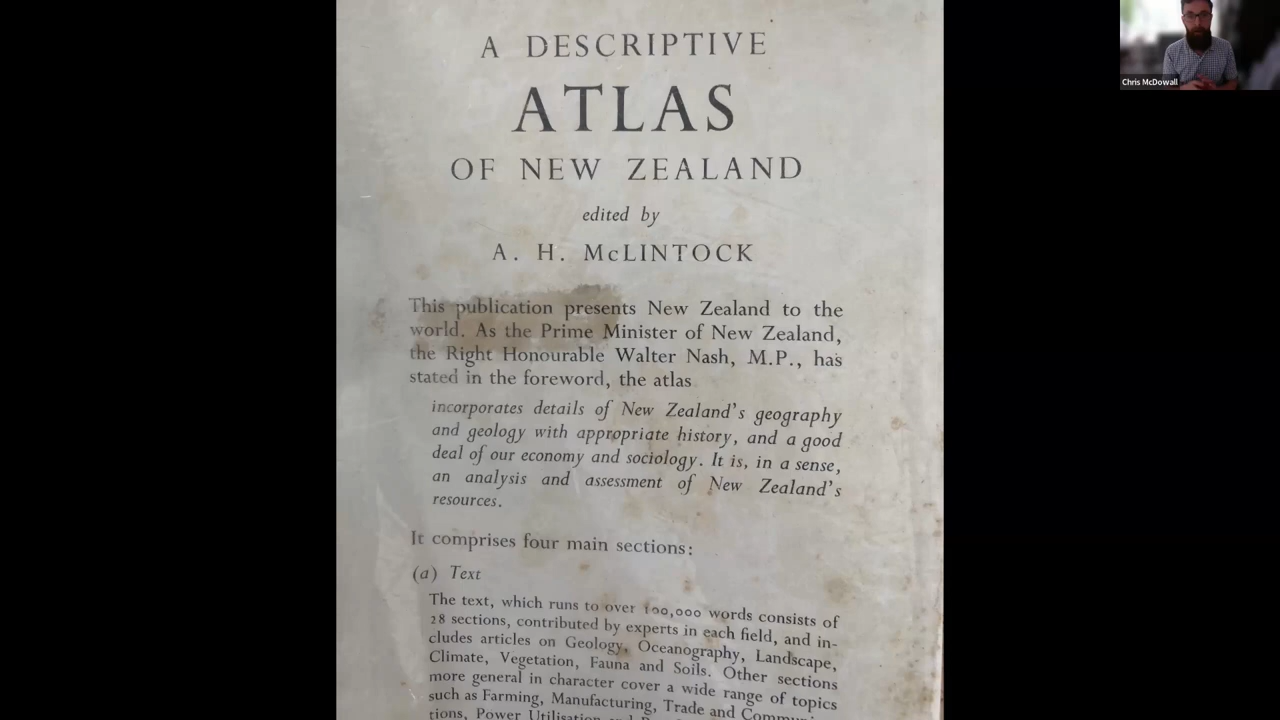 A DESCRIPTIVE
ATLAS
OF NEW ZEALAND
edited by
A. H. McLINTOCK
This publication presents New Zealand to the
world. As the Prime Minister of New Zealand,
the Right Honourable Walter Nash, M.P., has
stated in the foreword, the atlas
incorporates details of New Zealand's geography
and geology with appropriate history, and a good
deal of our economy and sociology. It is, in a sense,
an analysis and assessment of New Zealand's
resources.
It comprises four main sections:
(a) Text
The text, which runs to over 100,000 words consists of
28 sections, contributed by experts in each field, and in-
cludes articles on Geology, Oceanography, Landscape,
Climate, Vegetation, Fauna and Soils. Other sections
more general in character cover a wide range of topics
such as Farming, Manufacturing, Trade and
tions, Power Utilisation
Chris McDowall